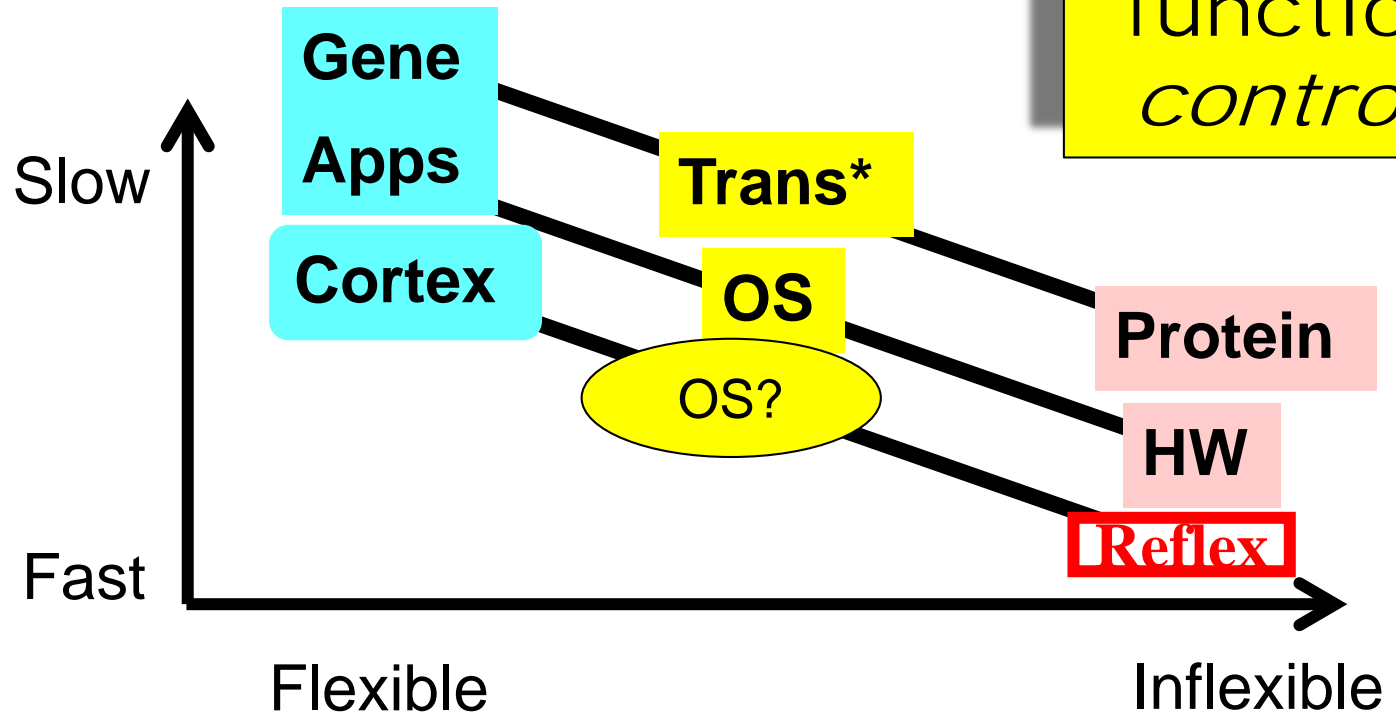 Gene
Apps
Cortex
Slow
Fast
Trans*
OS
OS?
Protein
HW
Reflex
Flexible
Inflexible